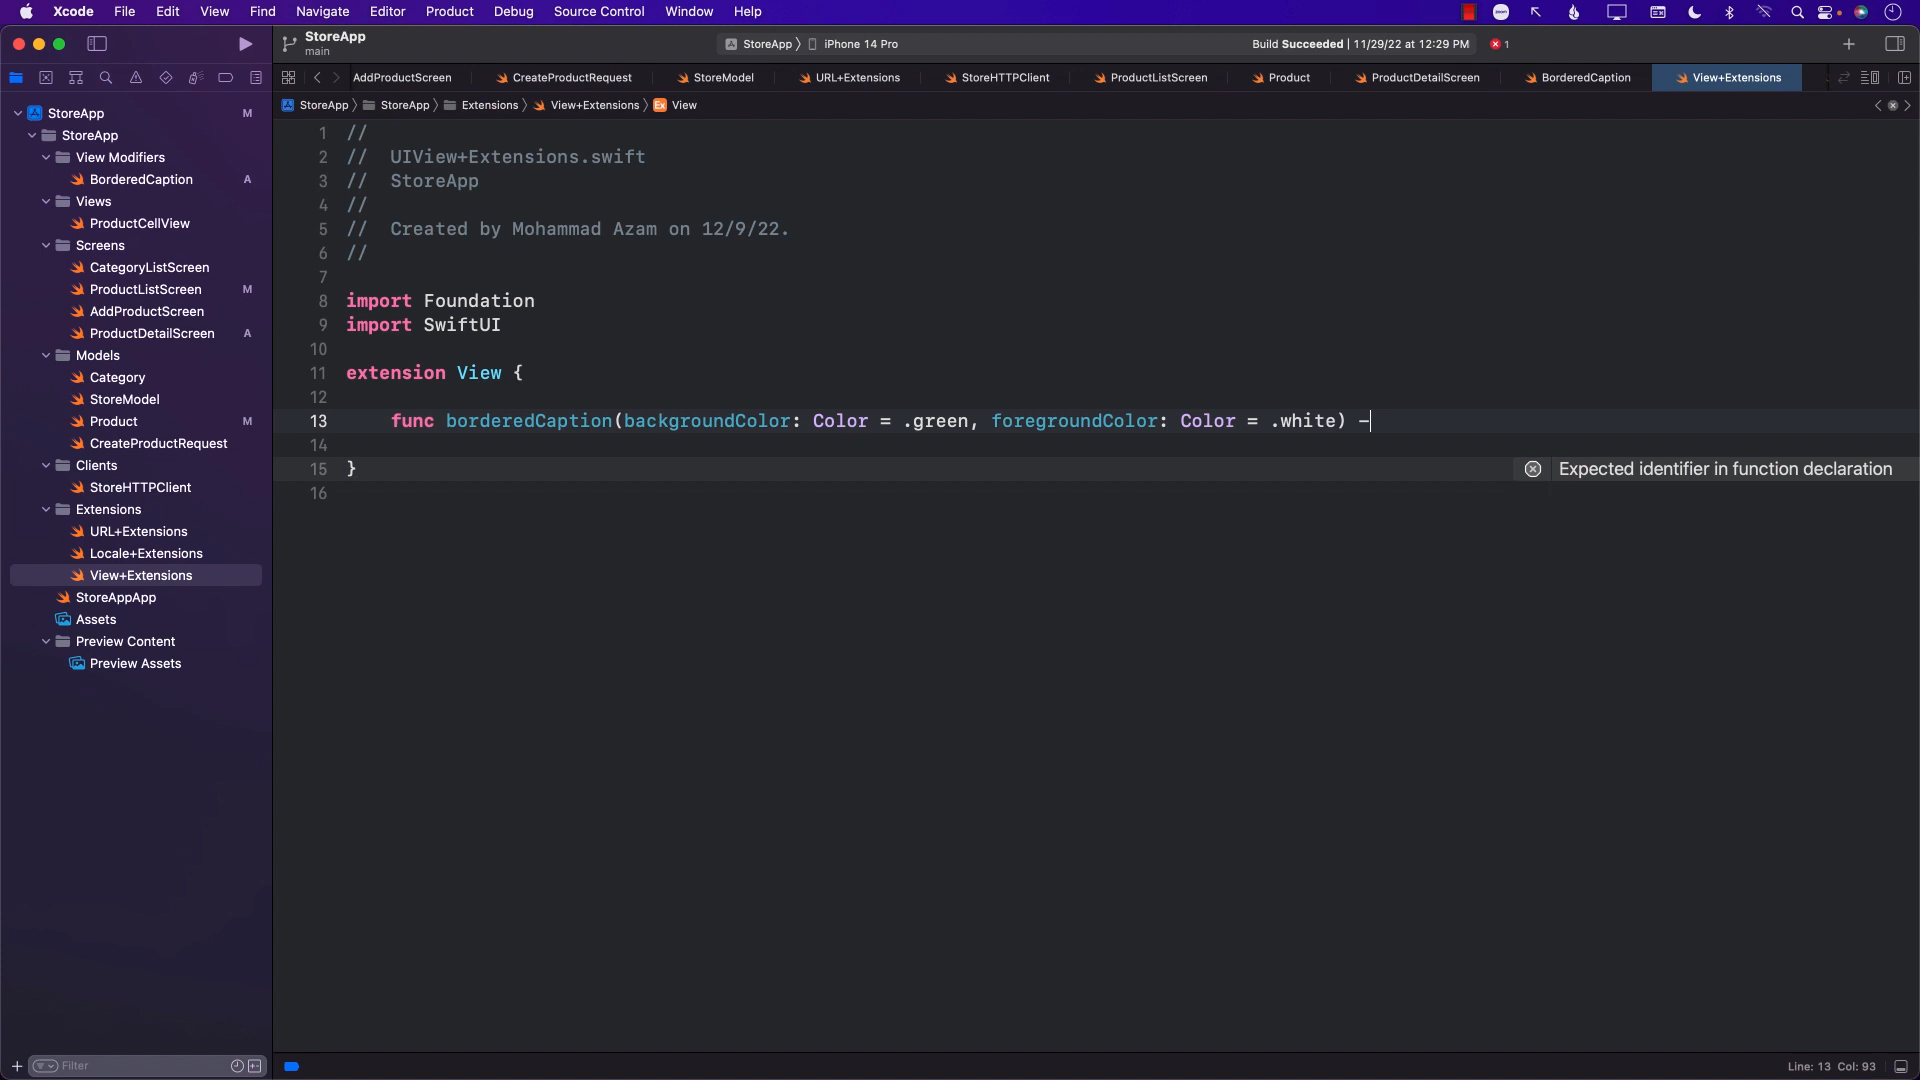 Xcode File Edit View Find Navigate Editor Product Debug Source Control Window Help
StoreApp
main
StoreApp 〉 iPhone 14 Pro
Build Succeeded | 11/29/22 at 12:29 PM
1
AddProductScreen CreateProductRequest StoreModel URL+Extensions StoreHTTPClient ProductListScreen Product ProductDetailScreen BorderedCaption View+Extensions
StoreApp 〉 StoreApp 〉 Extensions 〉 View+Extensions 〉 Ex View
StoreApp M
StoreApp
View Modifiers
BorderedCaption A
Views
ProductCellView
Screens
CategoryListScreen
ProductListScreen M
AddProductScreen
ProductDetailScreen A
Models
Category
StoreModel
Product M
CreateProductRequest
Clients
StoreHTTPClient
Extensions
URL+Extensions
Locale+Extensions
View+Extensions
StoreAppApp
Assets
Preview Content
Preview Assets
Filter
1 //
2 // UIView+Extensions.swift
3 // StoreApp
4 //
5 // Created by Mohammad Azam on 12/9/22.
6 //
7
8 import Foundation
9 import SwiftUI
10
11 extension View {
12
13 func borderedCaption(backgroundColor: Color = .green, foregroundColor: Color = .white) -
14
15 } Expected identifier in function declaration
16
Line: 13 Col: 93